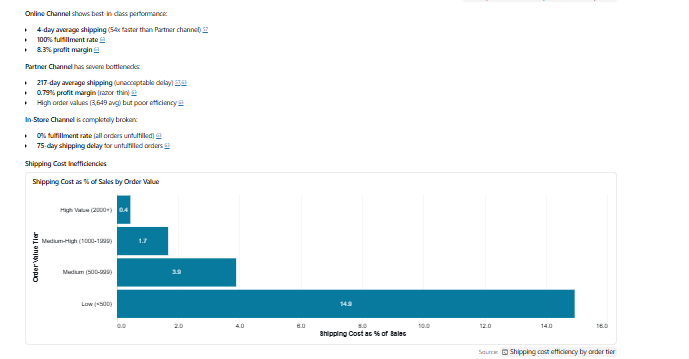 Online Channel shows best-in-class performance:
4-day average shipping (54x faster than Partner channel)
100% fulfillment rate
8.3% profit margin
Partner Channel has severe bottlenecks:
217-day average shipping (unacceptable delay)
0.79% profit margin (razor-thin)
High order values (3,649 avg) but poor efficiency
In-Store Channel is completely broken:
0% fulfillment rate (all orders unfulfilled)
75-day shipping delay for unfulfilled orders
Shipping Cost Inefficiencies
Shipping Cost as % of Sales by Order Value
Order Value Tier
High Value (2000+) 0.4
Medium-High (1000-1999) 1.7
Medium (500-999) 3.9
Low (<500) 14.9
0.0 2.0 4.0 6.0 8.0 10.0 12.0 14.0 16.0
Shipping Cost as % of Sales
Source: Shipping cost efficiency by order tier